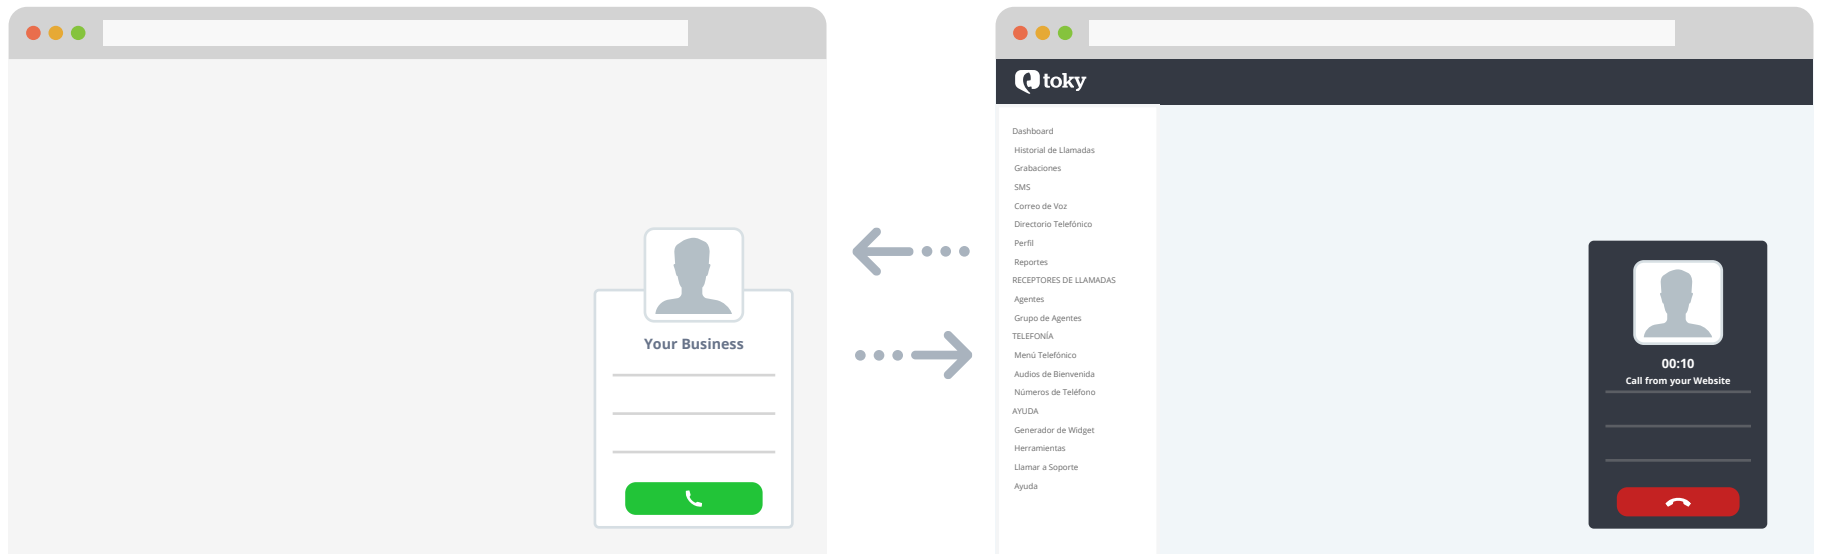 Your Business
toky
Dashboard
Historial de Llamadas
Grabaciones
SMS
Correo de Voz
Directorio Telefónico
Perfil
Reportes
RECEPTORES DE LLAMADAS
Agentes
Grupo de Agentes
TELEFONÍA
Menú Telefónico
Audios de Bienvenida
Números de Teléfono
AYUDA
Generador de Widget
Herramientas
Llamar a Soporte
Ayuda
00:10
Call from your Website